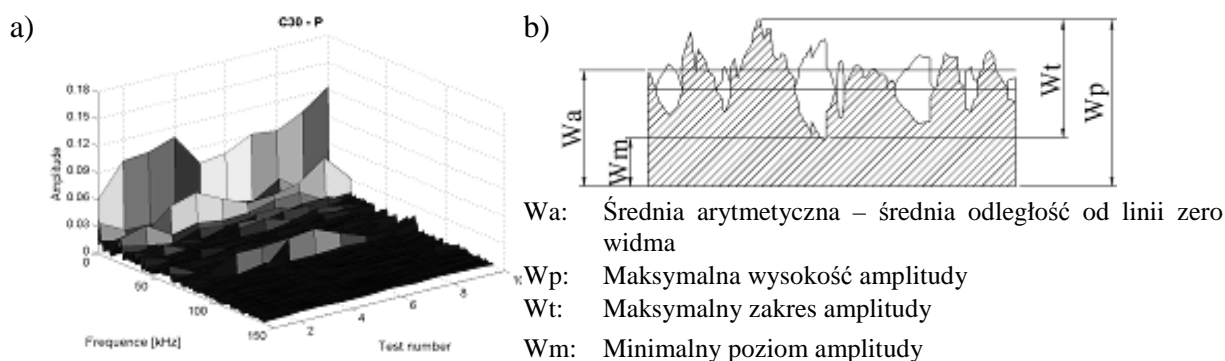 a)
C30 - P
0.18
0.15
0.12
0.09
0.06
0.03
0
Amplitude
0
50
100
150
Frequence [kHz]
2
4
6
8
10
Test number
b)
Wa
Wm
Wt
Wp
Wa: Średnia arytmetyczna – średnia odległość od linii zero
widma
Wp: Maksymalna wysokość amplitudy
Wt: Maksymalny zakres amplitudy
Wm: Minimalny poziom amplitudy